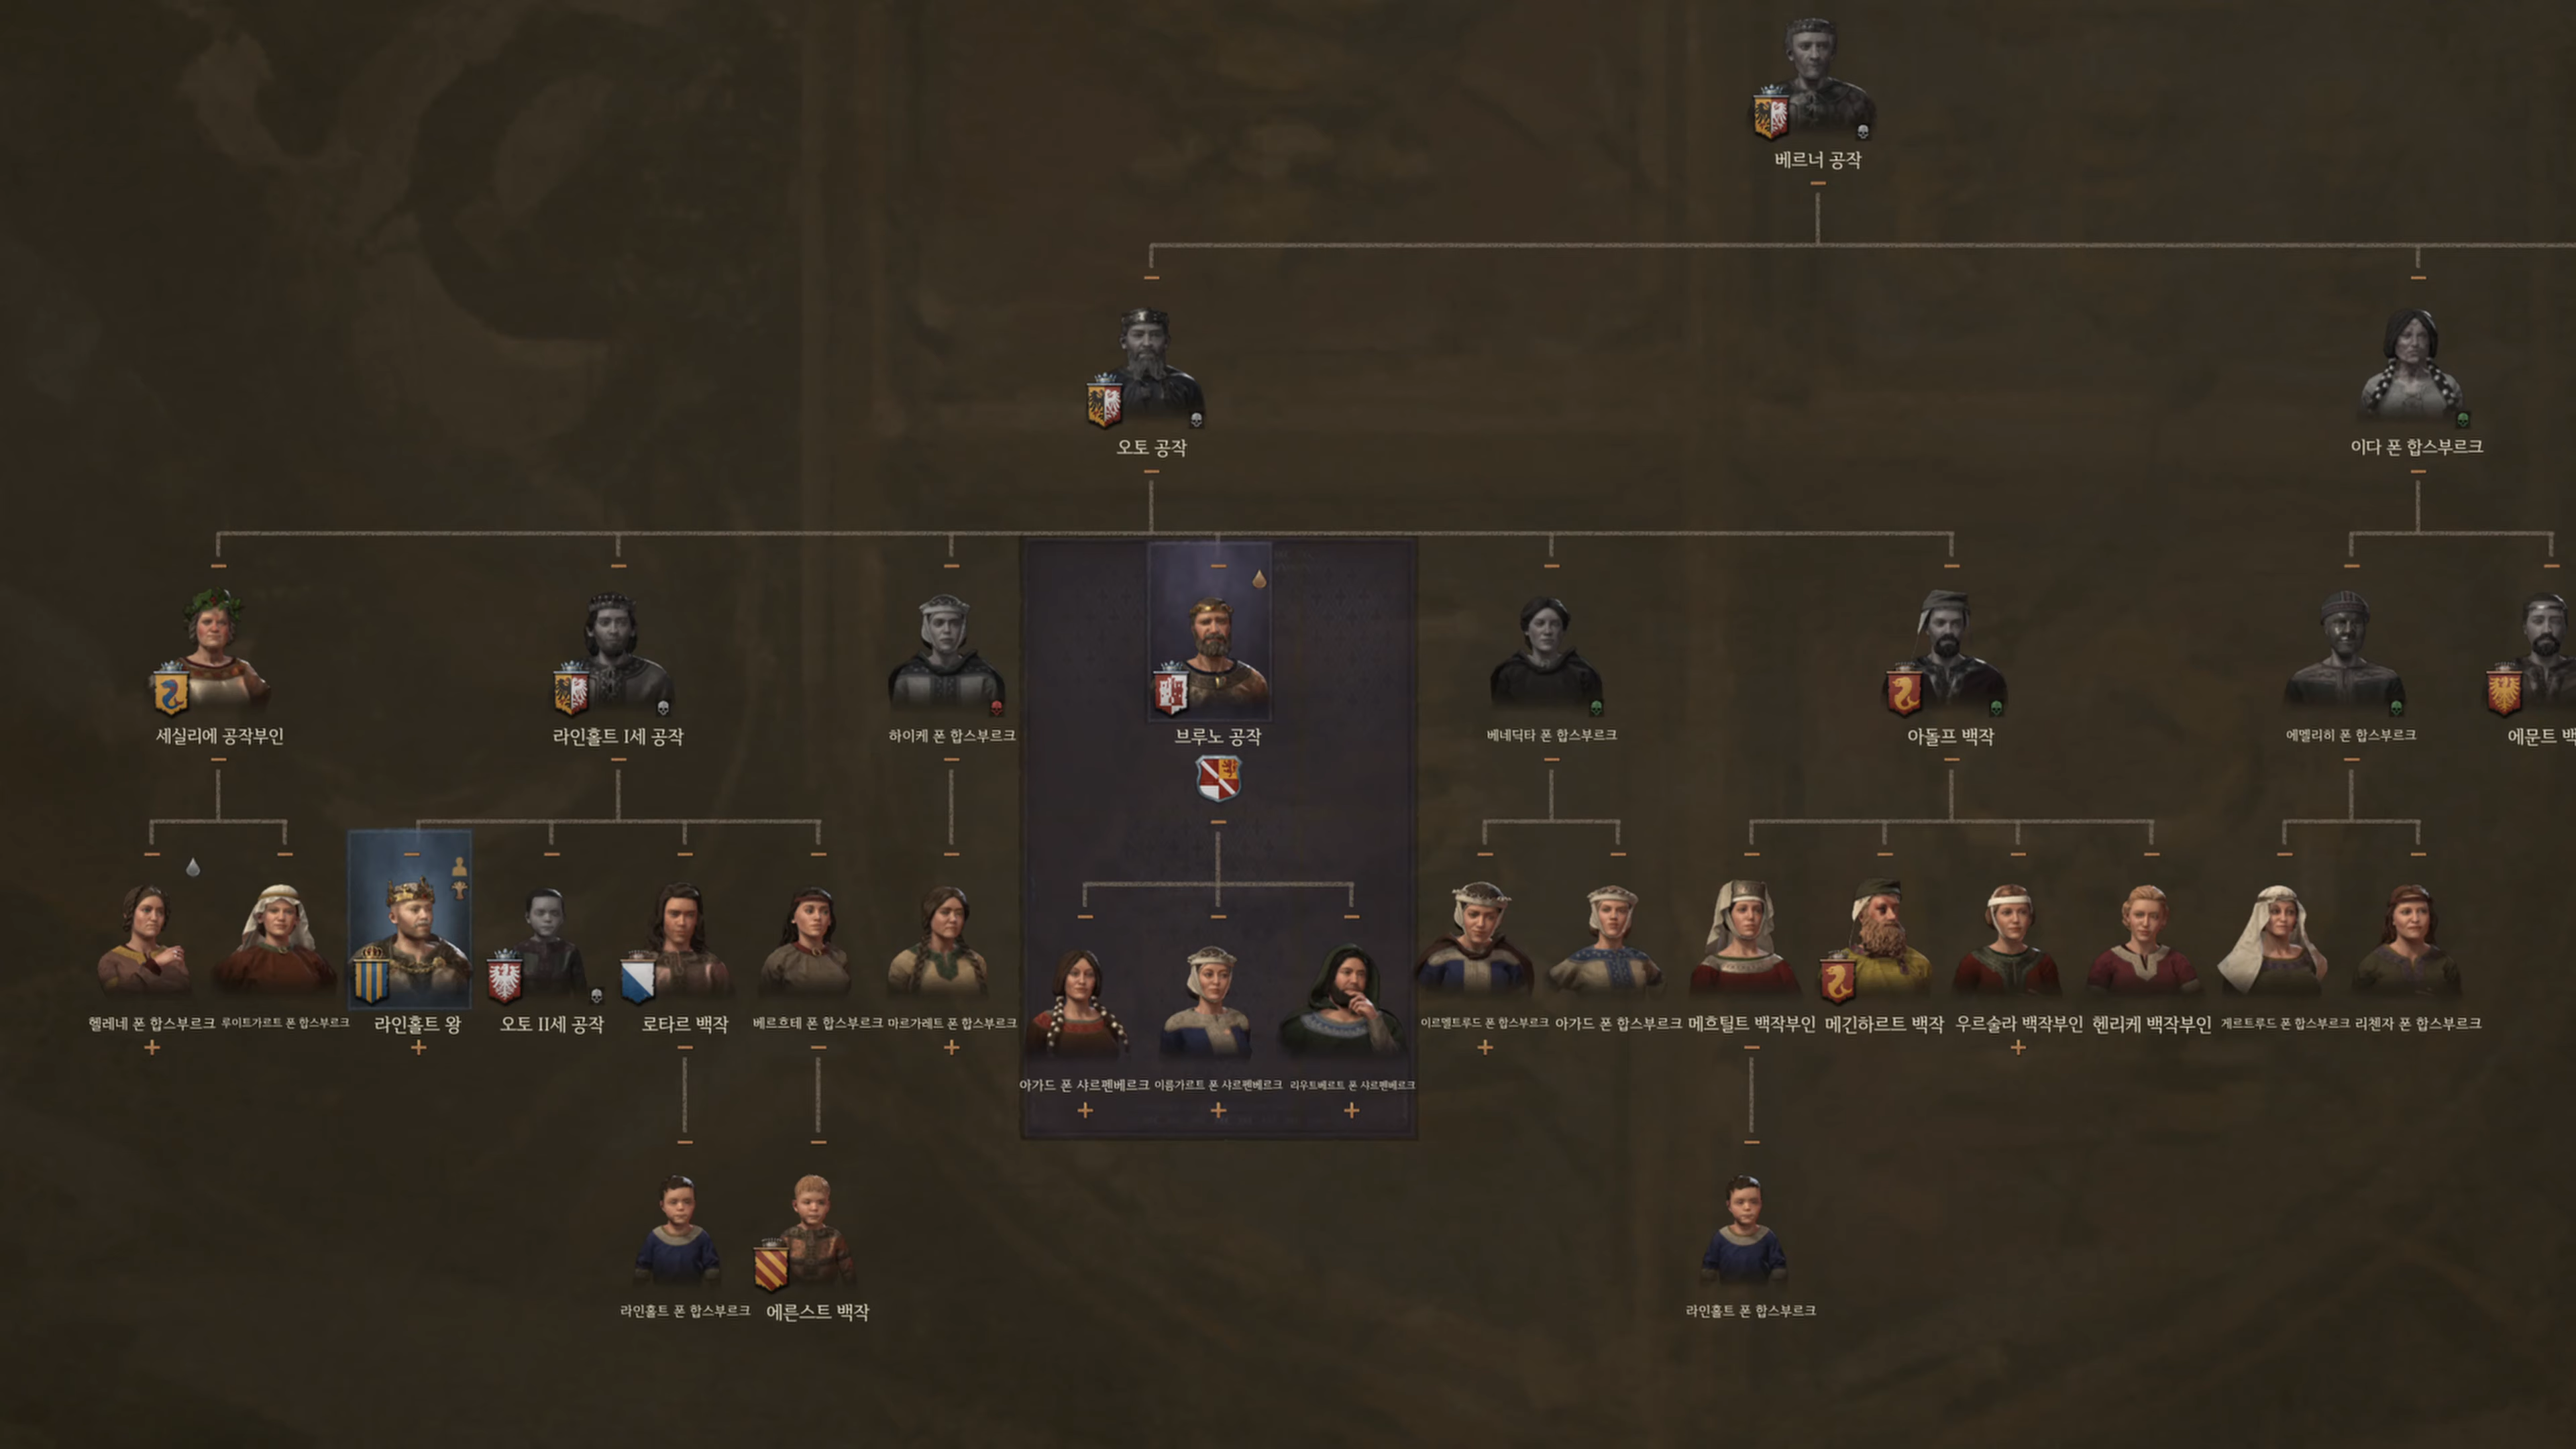 베르너 공작
오토 공작
이다 폰 합스부르크
세실리에 공작부인
라인홀트 I세 공작
하이케 폰 합스부르크
브루노 공작
베네딕타 폰 합스부르크
아돌프 백작
에멜리히 폰 합스부르크
에문트 백
헬레네 폰 합스부르크
루이트가르트 폰 합스부르크
라인홀트 왕
오토 II세 공작
로타르 백작
베르흐테 폰 합스부르크
마르가레트 폰 합스부르크
이르멜트루드 폰 합스부르크
아가드 폰 합스부르크
메흐틸트 백작부인
메긴하르트 백작
우르술라 백작부인
헨리케 백작부인
게르트루드 폰 합스부르크
리첸자 폰 합스부르크
아가드 폰 샤르펜베르크
이름가르트 폰 샤르펜베르크
리우트베르트 폰 샤르펜베르크
라인홀트 폰 합스부르크
에른스트 백작
라인홀트 폰 합스부르크